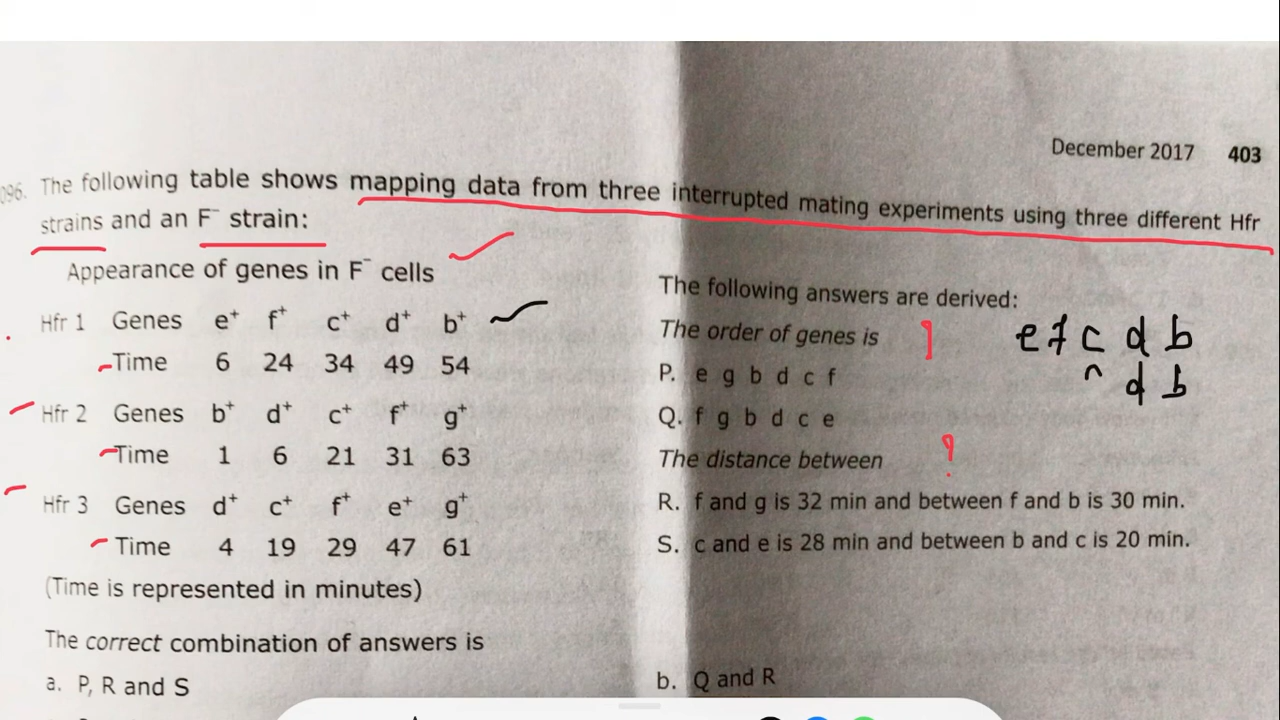 December 2017 403
096. The following table shows mapping data from three interrupted mating experiments using three different Hfr
strains and an F⁻ strain:
Appearance of genes in F⁻ cells
Hfr 1 Genes e⁺ f⁺ c⁺ d⁺ b⁺
Time 6 24 34 49 54
Hfr 2 Genes b⁺ d⁺ c⁺ f⁺ g⁺
Time 1 6 21 31 63
Hfr 3 Genes d⁺ c⁺ f⁺ e⁺ g⁺
Time 4 19 29 47 61
(Time is represented in minutes)
The following answers are derived:
The order of genes is
P. e g b d c f
Q. f g b d c e
The distance between
R. f and g is 32 min and between f and b is 30 min.
S. c and e is 28 min and between b and c is 20 min.
e f c d b
d b
The correct combination of answers is
a. P, R and S
b. Q and R